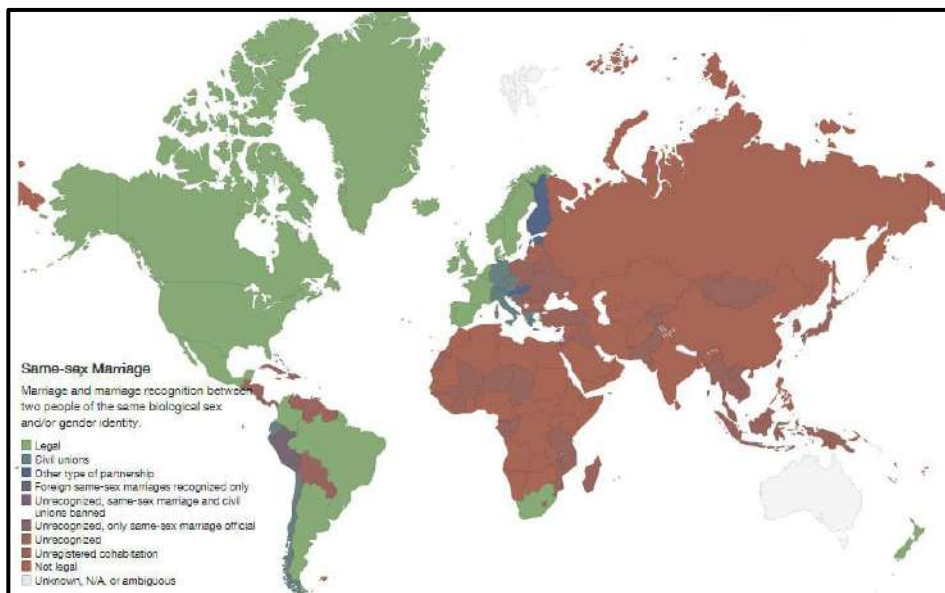 Same-sex Marriage
Marriage and marriage recognition between
two people of the same biological sex
and/or gender identity.
Legal
Civil unions
Other type of partnership
Foreign same-sex marriages recognized only
Unrecognized, same-sex marriage and civil
unions banned
Unrecognized, only same-sex marriage official
Unrecognized
Unregistered cohabitation
Not legal
Unknown, N/A, or ambiguous